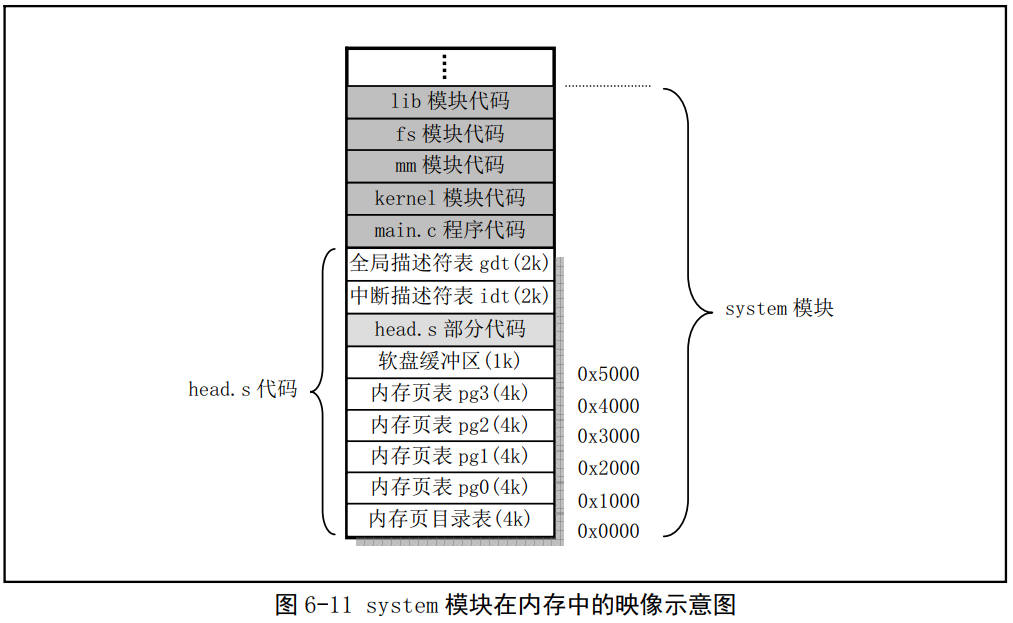 lib 模块代码
fs 模块代码
mm 模块代码
kernel 模块代码
main.c 程序代码
全局描述符表 gdt(2k)
中断描述符表 idt(2k)
head.s 部分代码
软盘缓冲区(1k)
内存页表 pg3(4k)
内存页表 pg2(4k)
内存页表 pg1(4k)
内存页表 pg0(4k)
内存页目录表(4k)
head.s 代码
0x5000
0x4000
0x3000
0x2000
0x1000
0x0000
system 模块
图 6-11 system 模块在内存中的映像示意图